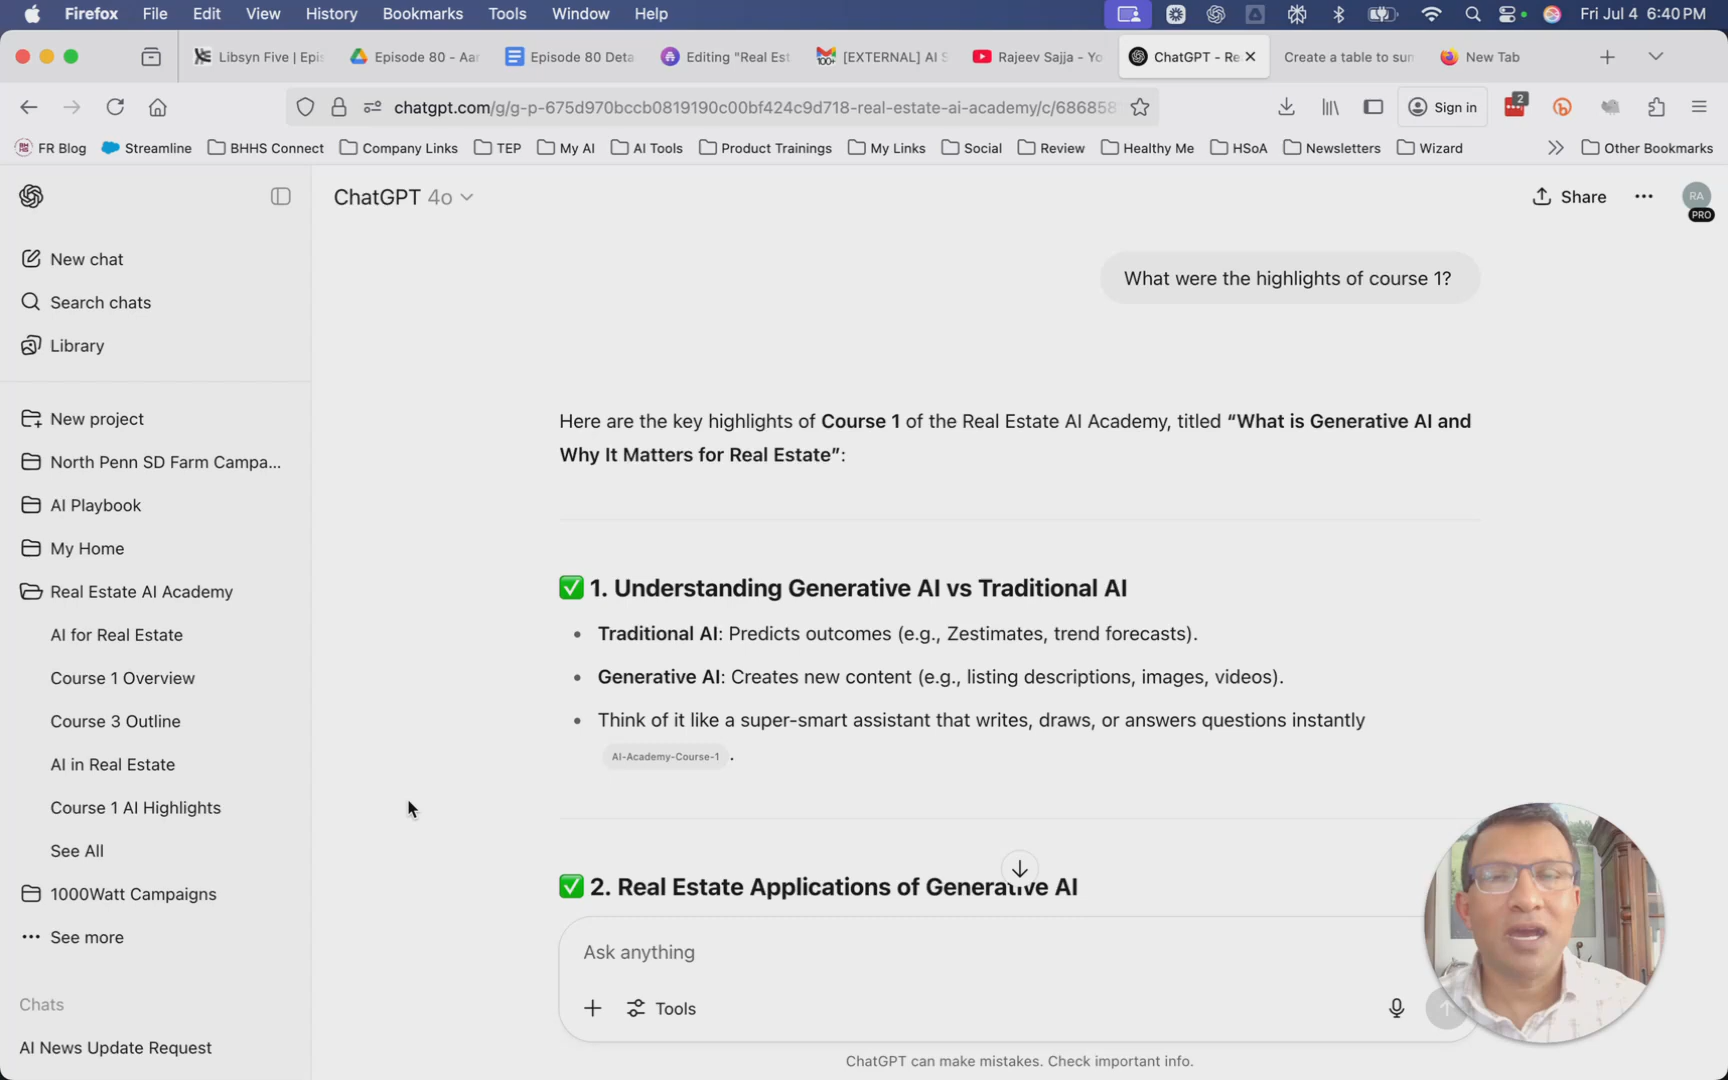 Firefox File Edit View History Bookmarks Tools Window Help Fri Jul 4 6:40 PM
Libsyn Five | Epis Episode 80 - Aar Episode 80 Deta Editing "Real Est [EXTERNAL] AI S Rajeev Sajja - Yo ChatGPT - Re Create a table to sum New Tab
chatgpt.com/g/g-p-675d970bccb0819190c00bf424c9d718-real-estate-ai-academy/c/68685 Sign in 2
FR Blog Streamline BHHS Connect Company Links TEP My AI AI Tools Product Trainings My Links Social Review Healthy Me HSoA Newsletters Wizard Other Bookmarks
ChatGPT 4o
Share
RA
PRO
New chat
Search chats
Library
New project
North Penn SD Farm Campa...
AI Playbook
My Home
Real Estate AI Academy
AI for Real Estate
Course 1 Overview
Course 3 Outline
AI in Real Estate
Course 1 AI Highlights
See All
1000Watt Campaigns
See more
Chats
AI News Update Request
What were the highlights of course 1?
Here are the key highlights of Course 1 of the Real Estate AI Academy, titled “What is Generative AI and
Why It Matters for Real Estate”:
1. Understanding Generative AI vs Traditional AI
Traditional AI: Predicts outcomes (e.g., Zestimates, trend forecasts).
Generative AI: Creates new content (e.g., listing descriptions, images, videos).
Think of it like a super-smart assistant that writes, draws, or answers questions instantly
AI-Academy-Course-1 .
2. Real Estate Applications of Generative AI
Ask anything
Tools
ChatGPT can make mistakes. Check important info.